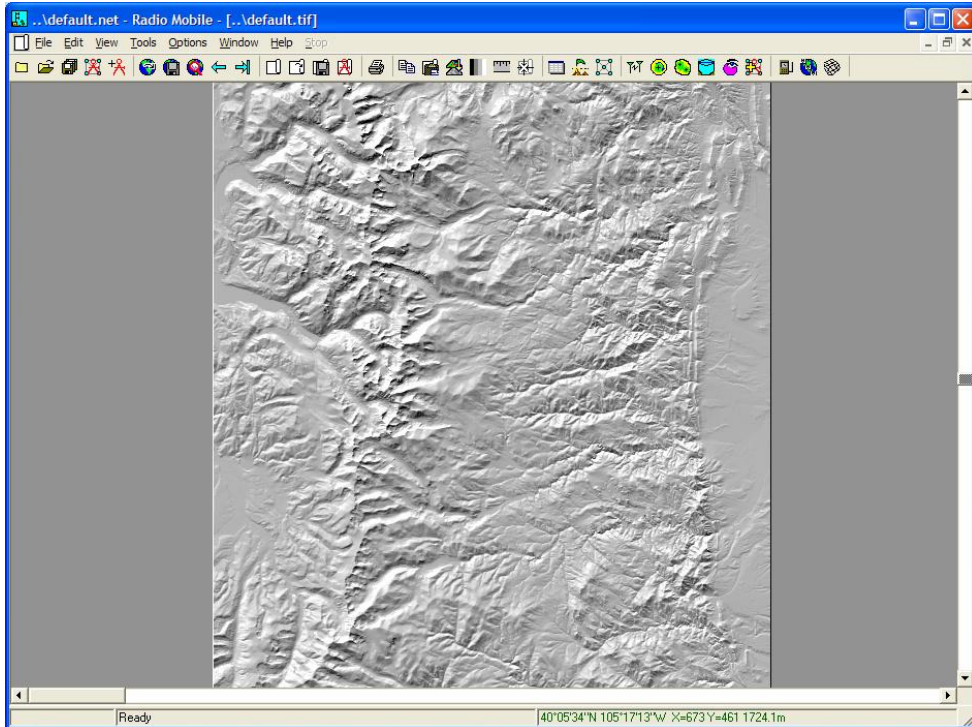 ..\default.net - Radio Mobile - [..\default.tif]
File Edit View Tools Options Window Help Stop
Ready
40°05'34"N 105°17'13"W X=673 Y=461 1724.1m